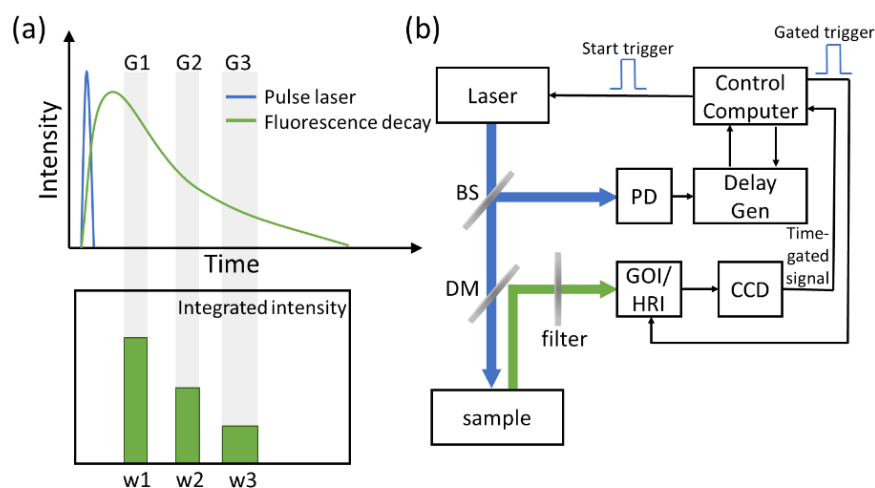 (a)
G1 G2 G3
Pulse laser
Fluorescence decay
Intensity
Time
Integrated intensity
w1 w2 w3
(b)
Gated trigger
Start trigger
Laser
Control
Computer
BS
PD
Delay
Gen
Time-
gated
signal
DM
GOI/
HRI
CCD
filter
sample